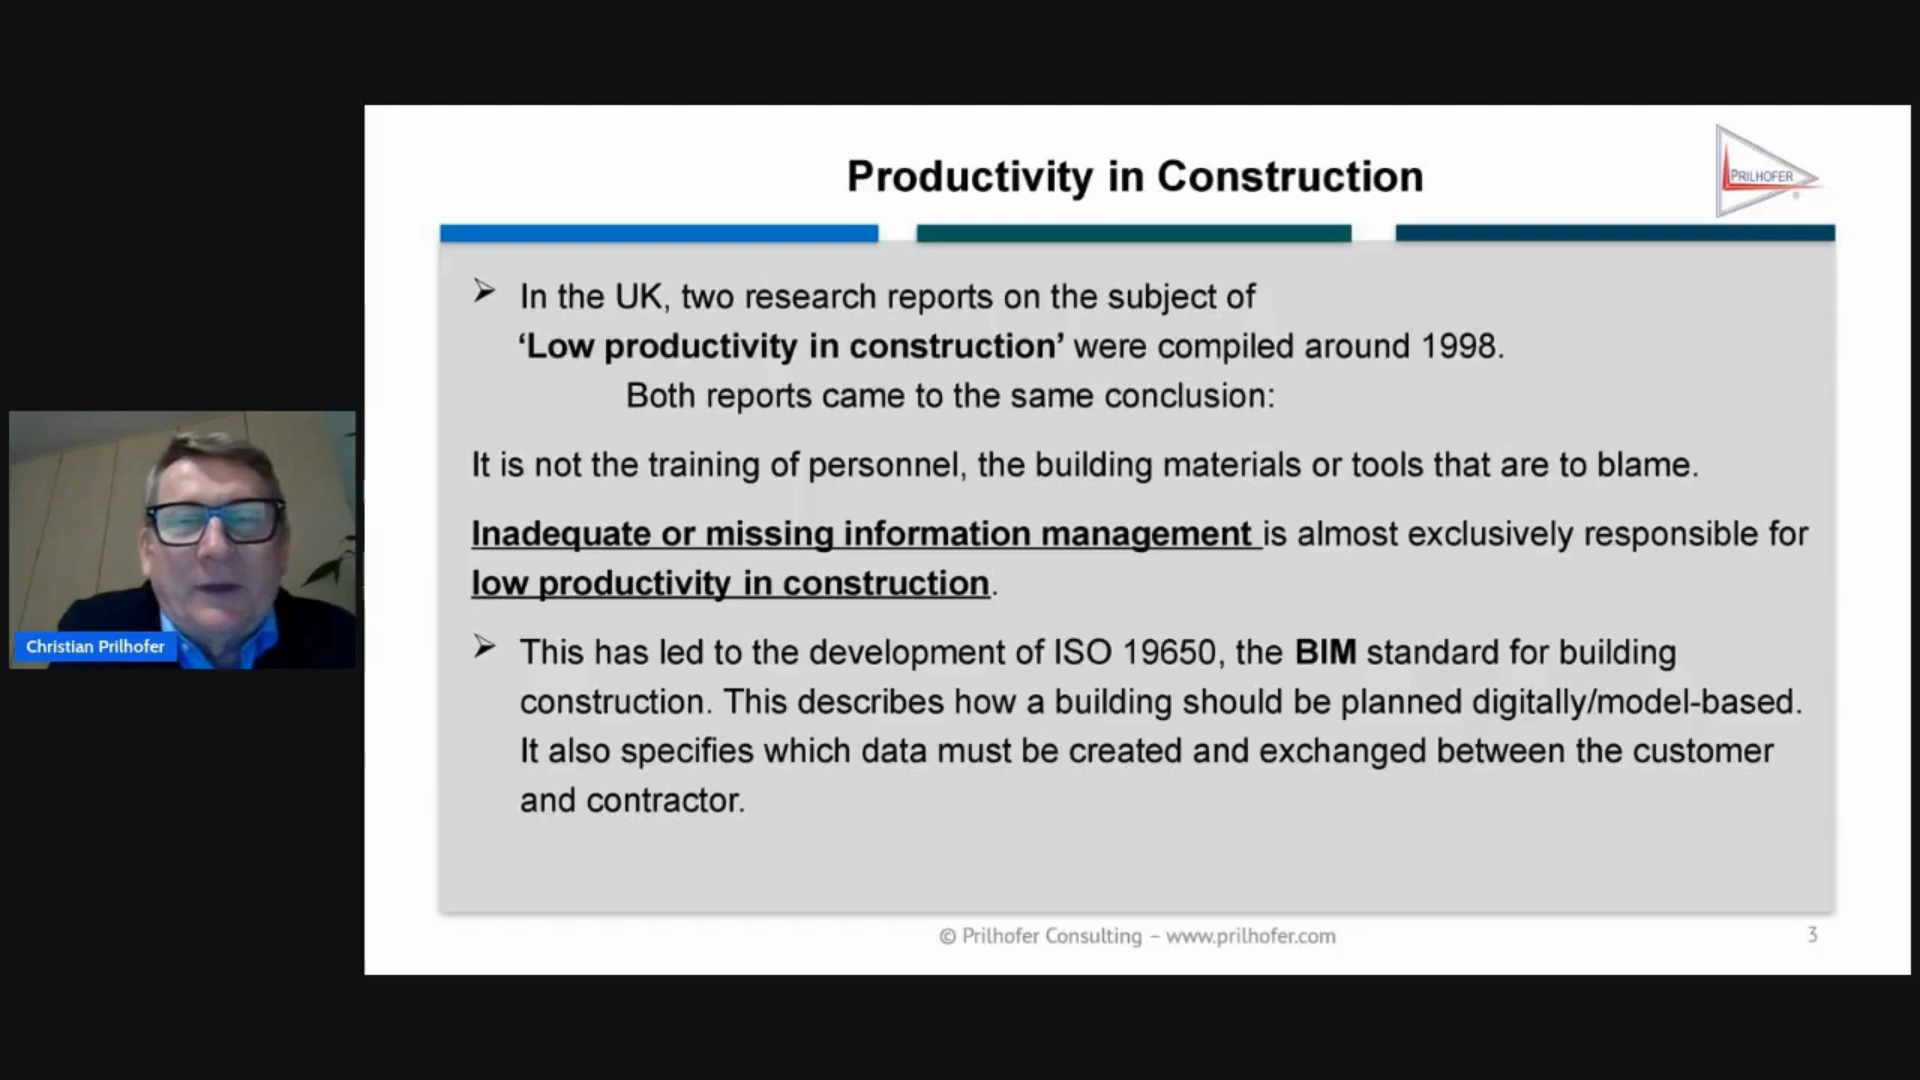 Productivity in Construction
PRILHOFER
®
➢ In the UK, two research reports on the subject of
‘Low productivity in construction’ were compiled around 1998.
Both reports came to the same conclusion:
It is not the training of personnel, the building materials or tools that are to blame.
Inadequate or missing information management is almost exclusively responsible for
low productivity in construction.
➢ This has led to the development of ISO 19650, the BIM standard for building
construction. This describes how a building should be planned digitally/model-based.
It also specifies which data must be created and exchanged between the customer
and contractor.
Christian Prilhofer
© Prilhofer Consulting – www.prilhofer.com
3